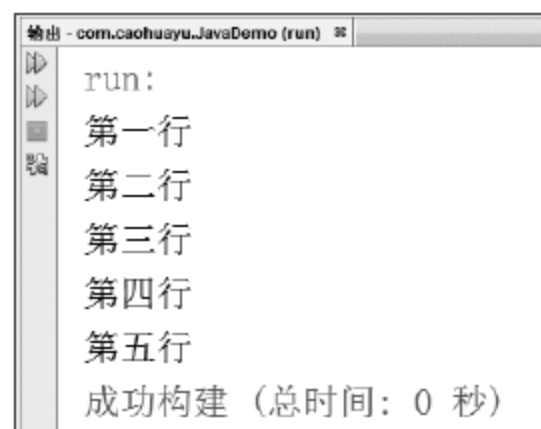 输出 - com.caohuayu.JavaDemo (run)
run:
第一行
第二行
第三行
第四行
第五行
成功构建 (总时间: 0 秒)